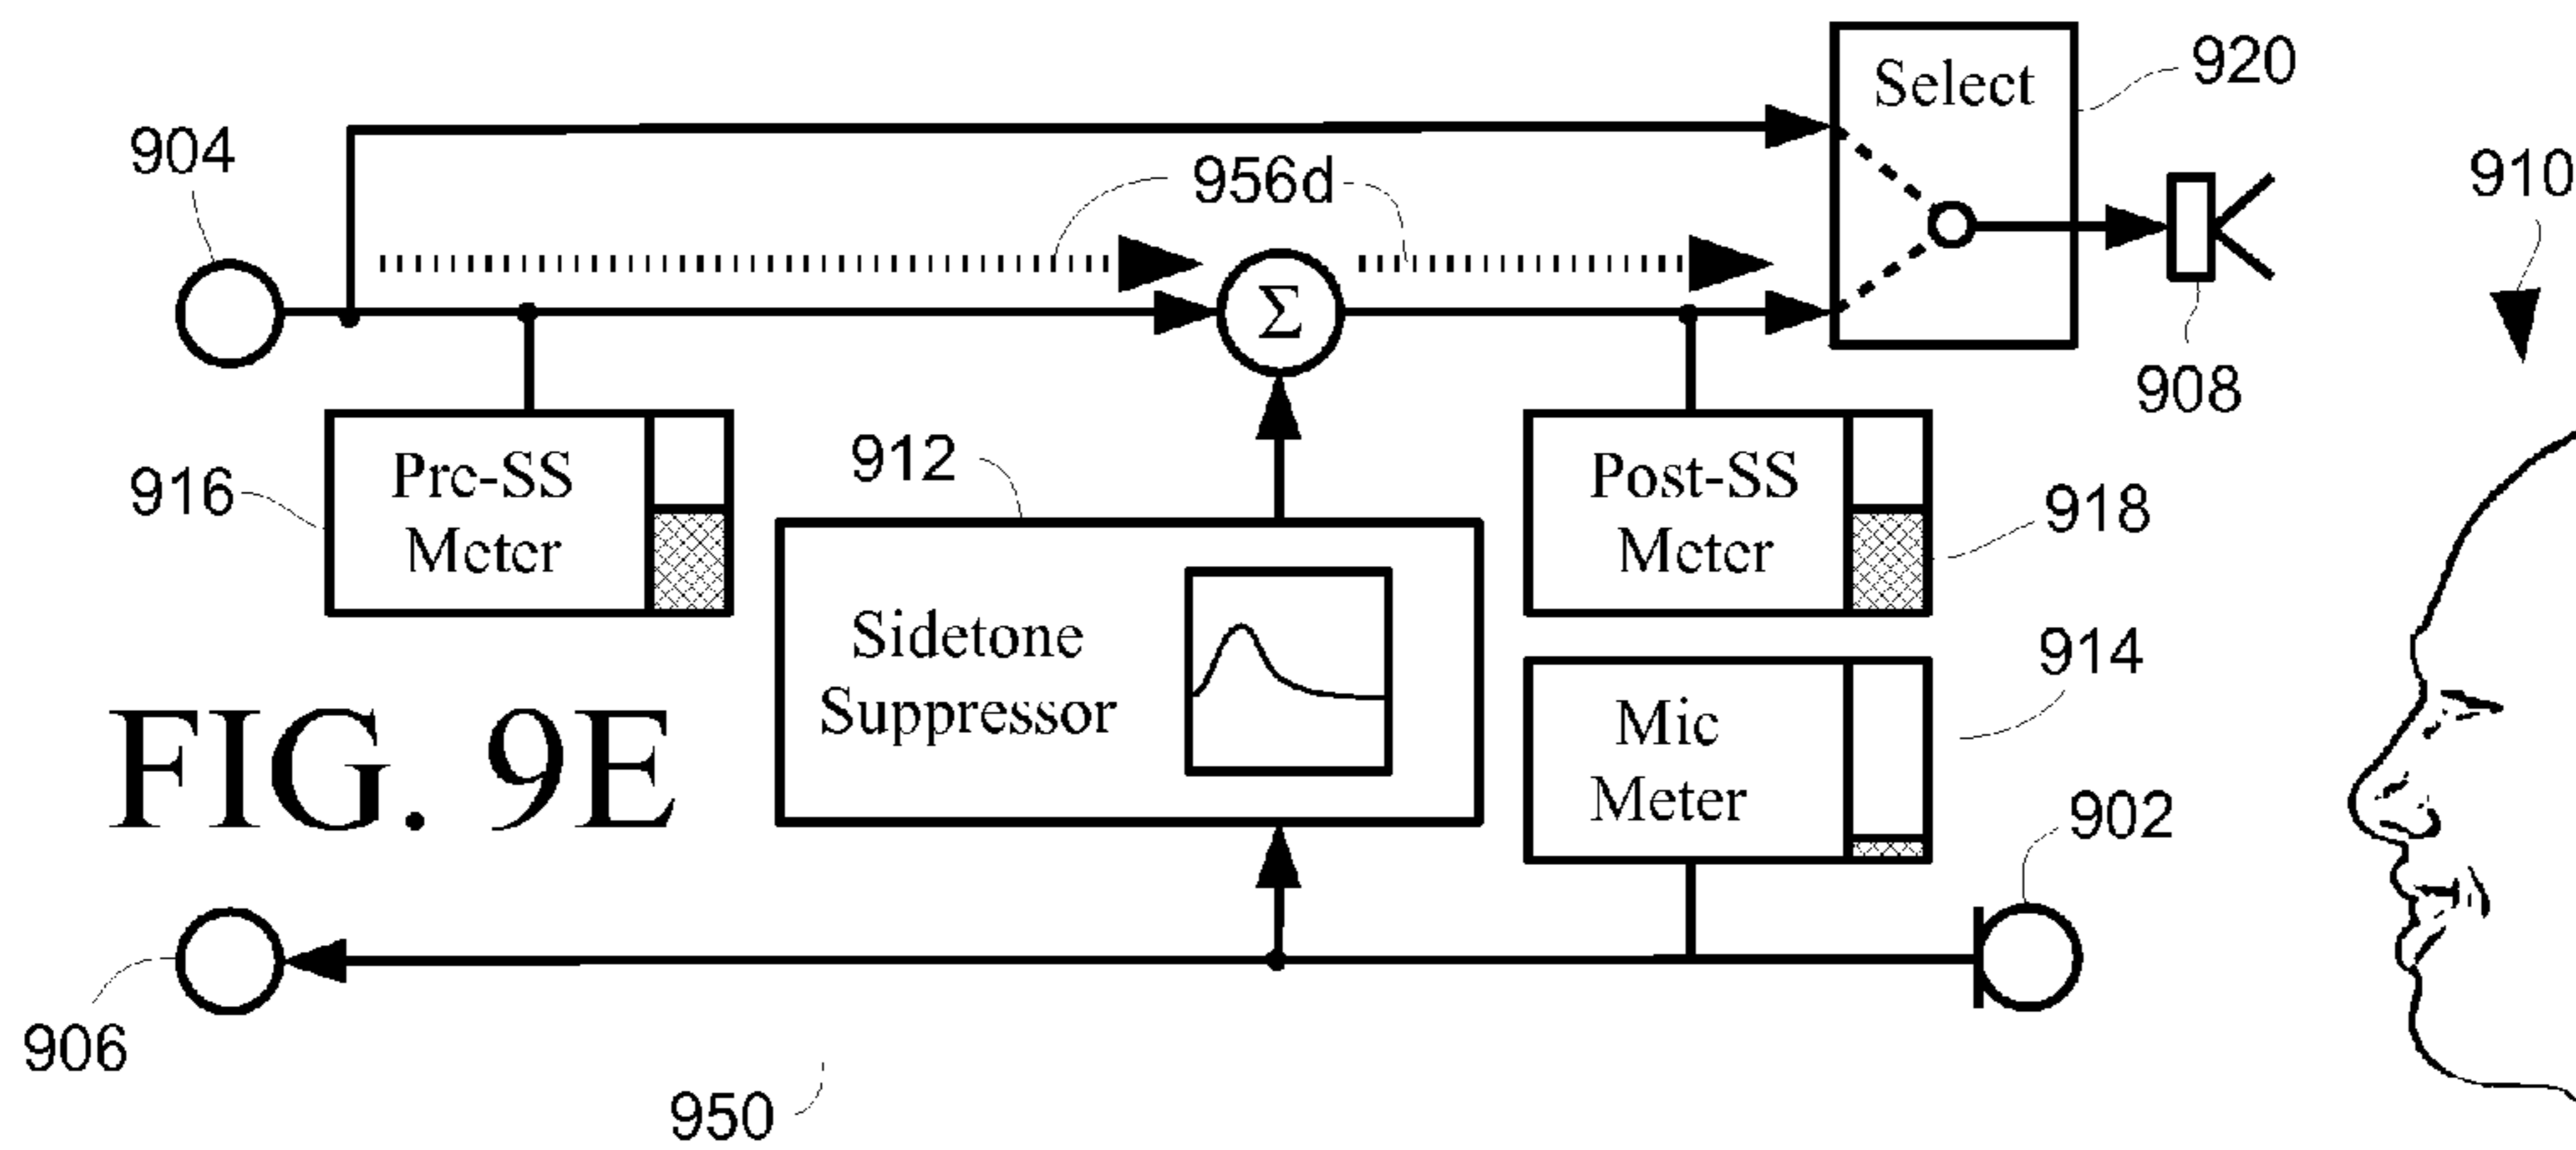 Select
920
904
956d
910
Σ
908
Pre-SS
Meter
916
912
Post-SS
Meter
918
Sidetone
Suppressor
914
Mic
Meter
FIG. 9E
902
906
950